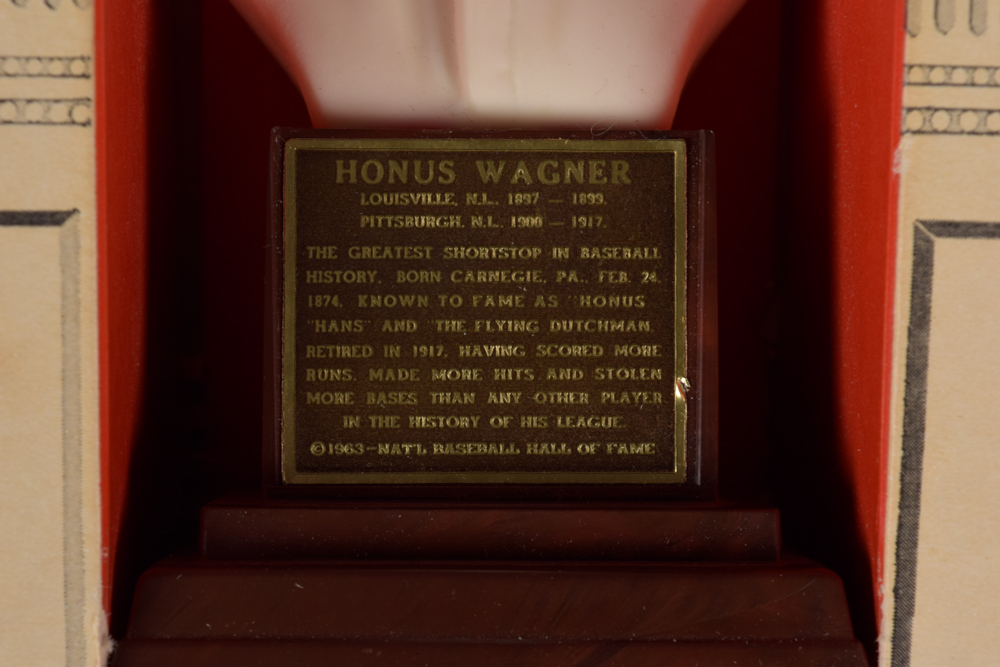 HONUS WAGNER
LOUISVILLE, N.L., 1897 — 1899.
PITTSBURGH, N.L., 1900 — 1917.
THE GREATEST SHORTSTOP IN BASEBALL
HISTORY. BORN CARNEGIE, PA., FEB. 24,
1874. KNOWN TO FAME AS "HONUS"
"HANS" AND "THE FLYING DUTCHMAN."
RETIRED IN 1917, HAVING SCORED MORE
RUNS, MADE MORE HITS AND STOLEN
MORE BASES THAN ANY OTHER PLAYER
IN THE HISTORY OF HIS LEAGUE.
©1963-NAT'L BASEBALL HALL OF FAME